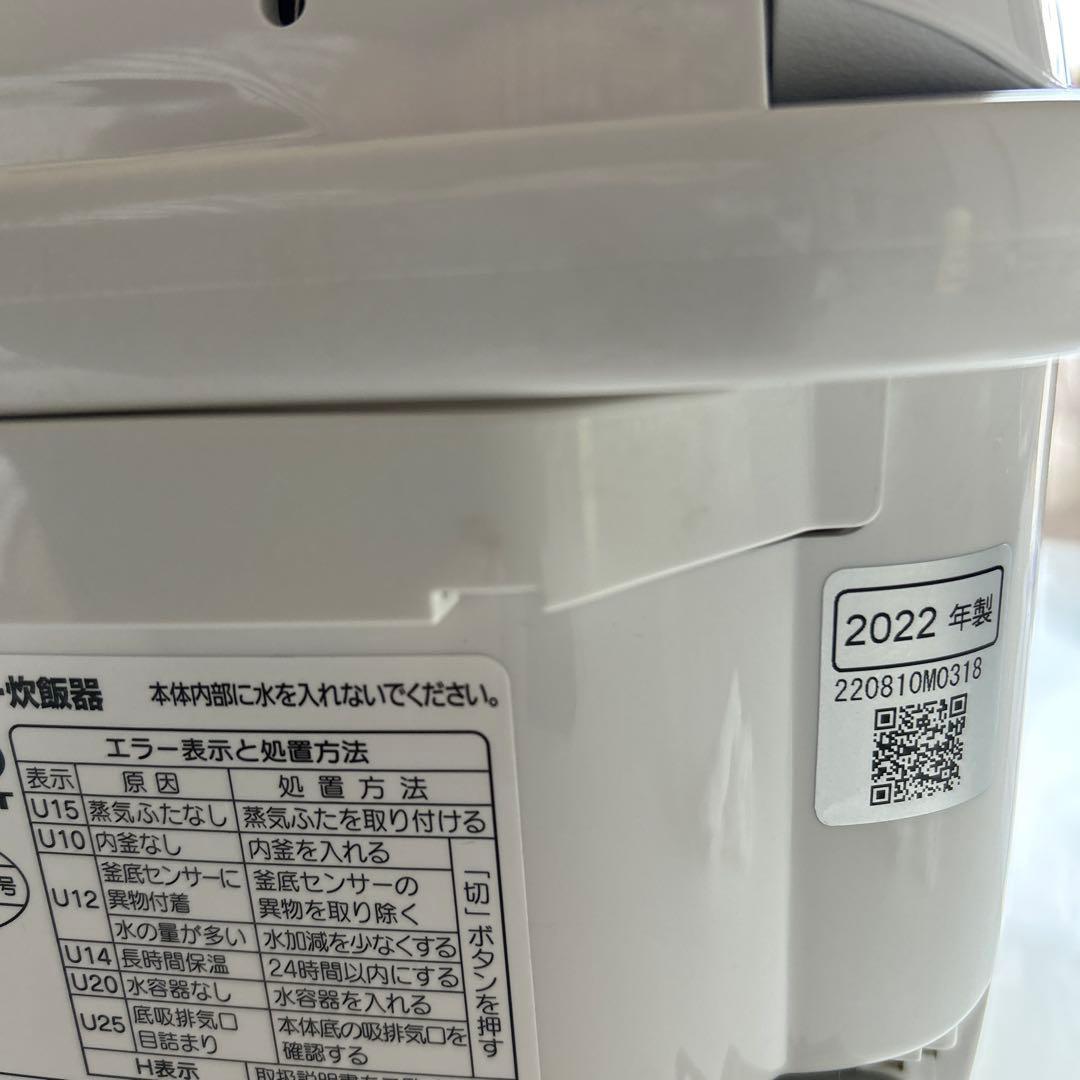 2022 年製
220810M0318
炊飯器 本体内部に水を入れないでください。
エラー表示と処置方法
表示 原因 処置方法
U15 蒸気ふたなし 蒸気ふたを取り付ける
U10 内釜なし 内釜を入れる
U12 釜底センサーに異物付着 釜底センサーの異物を取り除く
水の量が多い 水加減を少なくする
U14 長時間保温 24時間以内にする
U20 水容器なし 水容器を入れる
U25 底吸排気口目詰まり 本体底の吸排気口を確認する
「切」ボタンを押す
H表示
号